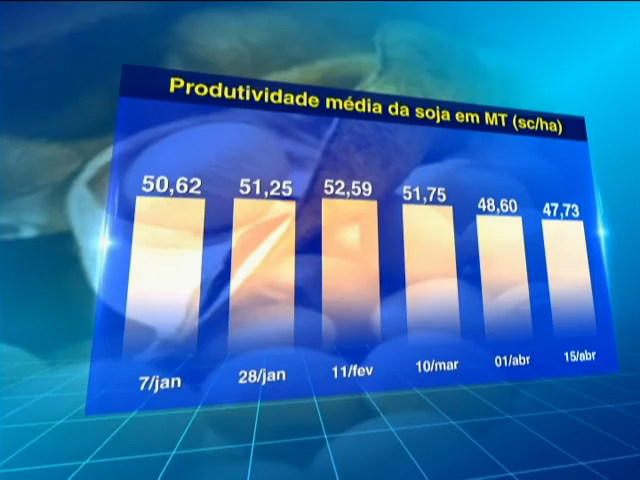 Produtividade média da soja em MT (sc/ha)
50,62 51,25 52,59 51,75 48,60 47,73
7/jan 28/jan 11/fev 10/mar 01/abr 15/abr